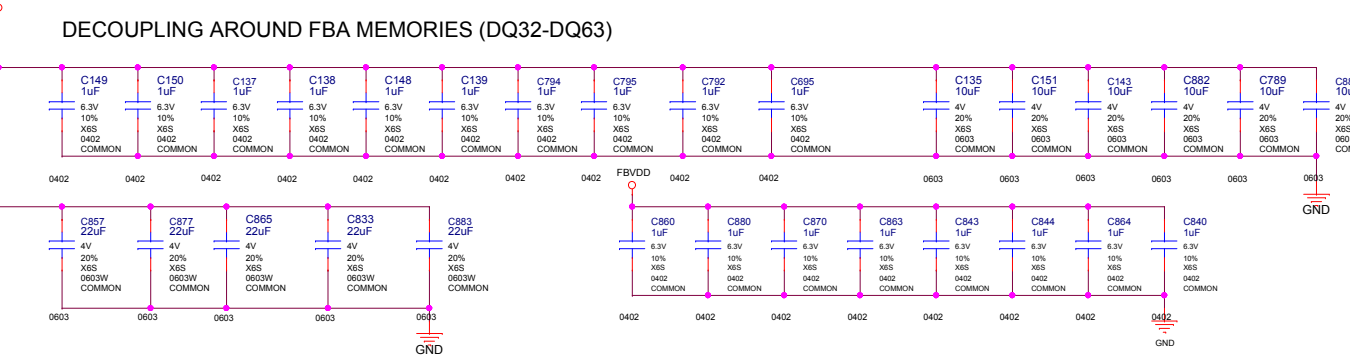 DECOUPLING AROUND FBA MEMORIES (DQ32-DQ63)
C149 C150 C137 C138 C148 C139 C794 C795 C792 C695 C135 C151 C143 C882 C789 C88
1uF 1uF 1uF 1uF 1uF 1uF 1uF 1uF 1uF 1uF 10uF 10uF 10uF 10uF 10uF 10uF
6.3V 6.3V 6.3V 6.3V 6.3V 6.3V 6.3V 6.3V 6.3V 6.3V 4V 4V 4V 4V 4V 4V
10% 10% 10% 10% 10% 10% 10% 10% 10% 10% 20% 20% 20% 20% 20% 20%
X6S X6S X6S X6S X6S X6S X6S X6S X6S X6S X6S X6S X6S X6S X6S X6S
0402 0402 0402 0402 0402 0402 0402 0402 0402 0402 0603 0603 0603 0603 0603 060
COMMON COMMON COMMON COMMON COMMON COMMON COMMON COMMON COMMON COMMON COMMON COMMON COMMON COMMON COMMON CO
0402 0402 0402 0402 0402 0402 0402 0402 0402 0402 0603 0603 0603 0603 0603 0603
GND
FBVDD
C857 C877 C865 C833 C883 C860 C880 C870 C863 C843 C844 C864 C840
22uF 22uF 22uF 22uF 22uF 1uF 1uF 1uF 1uF 1uF 1uF 1uF 1uF
4V 4V 4V 4V 4V 6.3V 6.3V 6.3V 6.3V 6.3V 6.3V 6.3V 6.3V
20% 20% 20% 20% 20% 10% 10% 10% 10% 10% 10% 10% 10%
X6S X6S X6S X6S X6S X6S X6S X6S X6S X6S X6S X6S X6S
0603W 0603W 0603W 0603W 0603W 0402 0402 0402 0402 0402 0402 0402 0402
COMMON COMMON COMMON COMMON COMMON COMMON COMMON COMMON COMMON COMMON COMMON COMMON COMMON
0603 0603 0603 0603 0603 0402 0402 0402 0402 0402 0402 0402 0402
GND GND